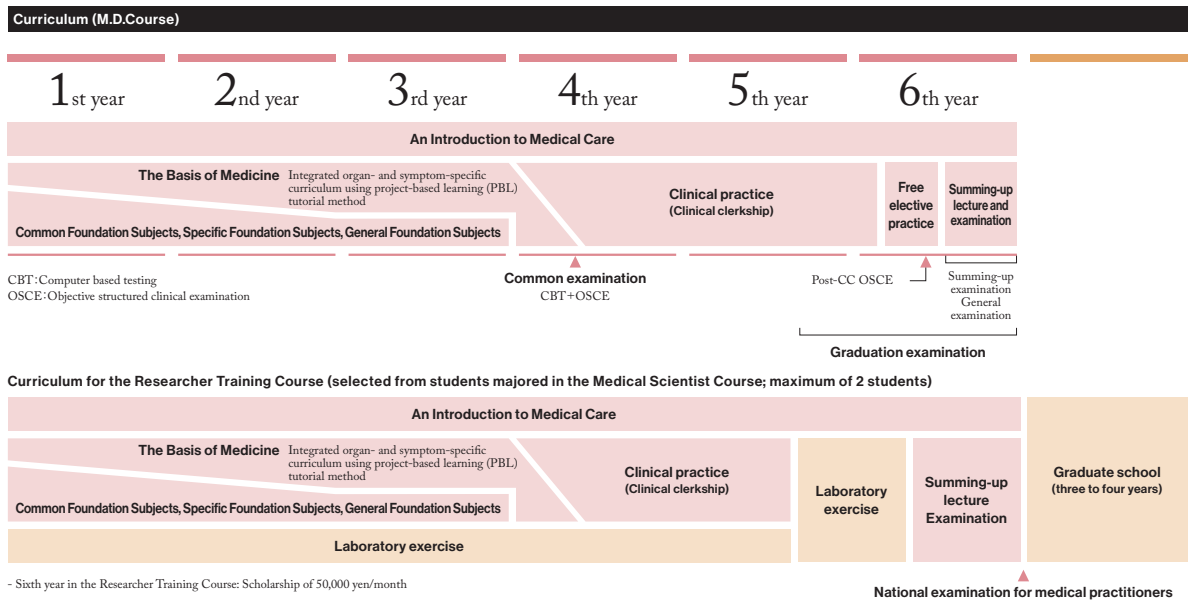 Curriculum (M.D.Course)
1st year
2nd year
3rd year
4th year
5th year
6th year
An Introduction to Medical Care
The Basis of Medicine
Integrated organ- and symptom-specific
curriculum using project-based learning (PBL)
tutorial method
Common Foundation Subjects, Specific Foundation Subjects, General Foundation Subjects
Clinical practice
(Clinical clerkship)
Free
elective
practice
Summing-up
lecture and
examination
CBT:Computer based testing
OSCE:Objective structured clinical examination
Common examination
CBT+OSCE
Post-CC OSCE
Summing-up
examination
General
examination
Graduation examination
Curriculum for the Researcher Training Course (selected from students majored in the Medical Scientist Course; maximum of 2 students)
An Introduction to Medical Care
The Basis of Medicine
Integrated organ- and symptom-specific
curriculum using project-based learning (PBL)
tutorial method
Common Foundation Subjects, Specific Foundation Subjects, General Foundation Subjects
Clinical practice
(Clinical clerkship)
Laboratory
exercise
Summing-up
lecture
Examination
Graduate school
(three to four years)
Laboratory exercise
- Sixth year in the Researcher Training Course: Scholarship of 50,000 yen/month
National examination for medical practitioners